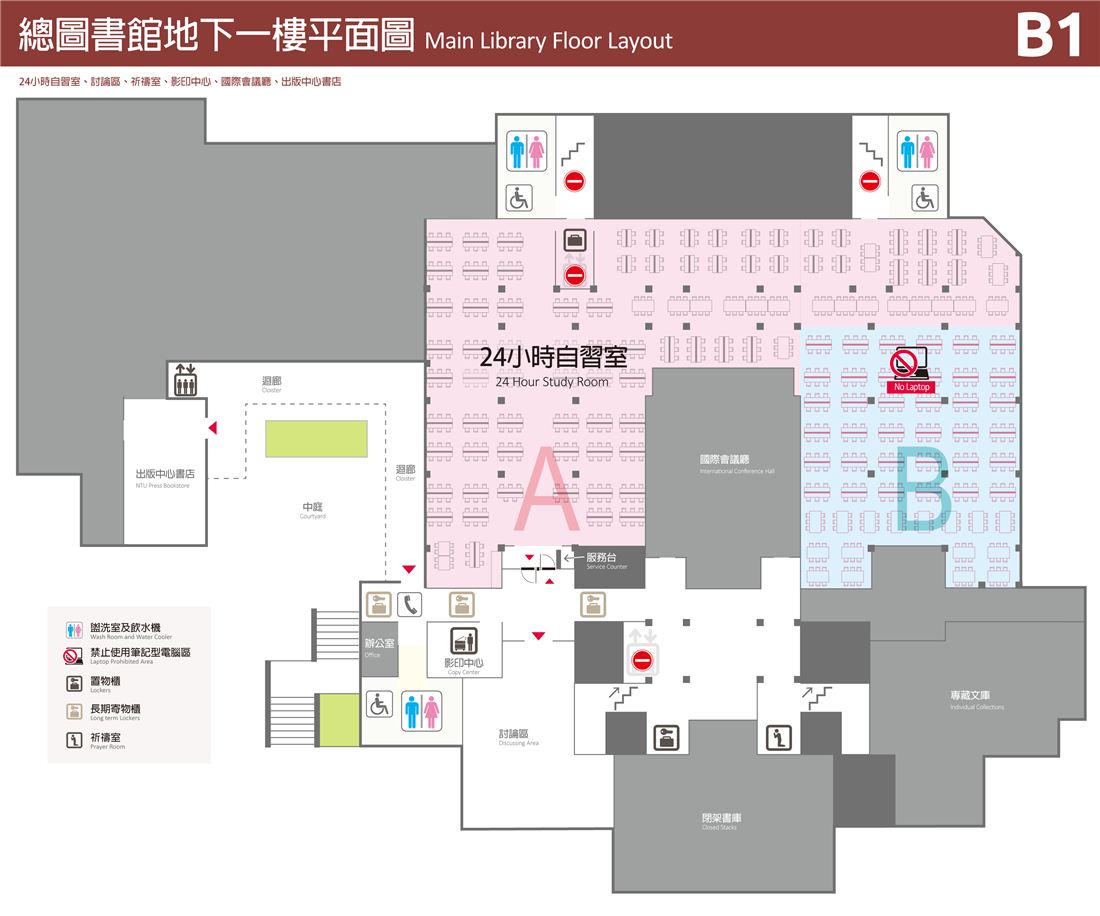 總圖書館地下一樓平面圖 Main Library Floor Layout
B1
24小時自習室、討論區、祈禱室、影印中心、國際會議廳、出版中心書店
24小時自習室
24 Hour Study Room
No Laptop
迴廊
Cloister
出版中心書店
NTU Press Bookstore
迴廊
Cloister
中庭
Courtyard
國際會議廳
International Conference Hall
A
B
服務台
Service Counter
辦公室
Office
影印中心
Copy Center
討論區
Discussing Area
專藏文庫
Individual Collections
閉架書庫
Closed Stacks
盥洗室及飲水機
Wash Room and Water Cooler
禁止使用筆記型電腦區
Laptop Prohibited Area
置物櫃
Lockers
長期寄物櫃
Long term Lockers
祈禱室
Prayer Room